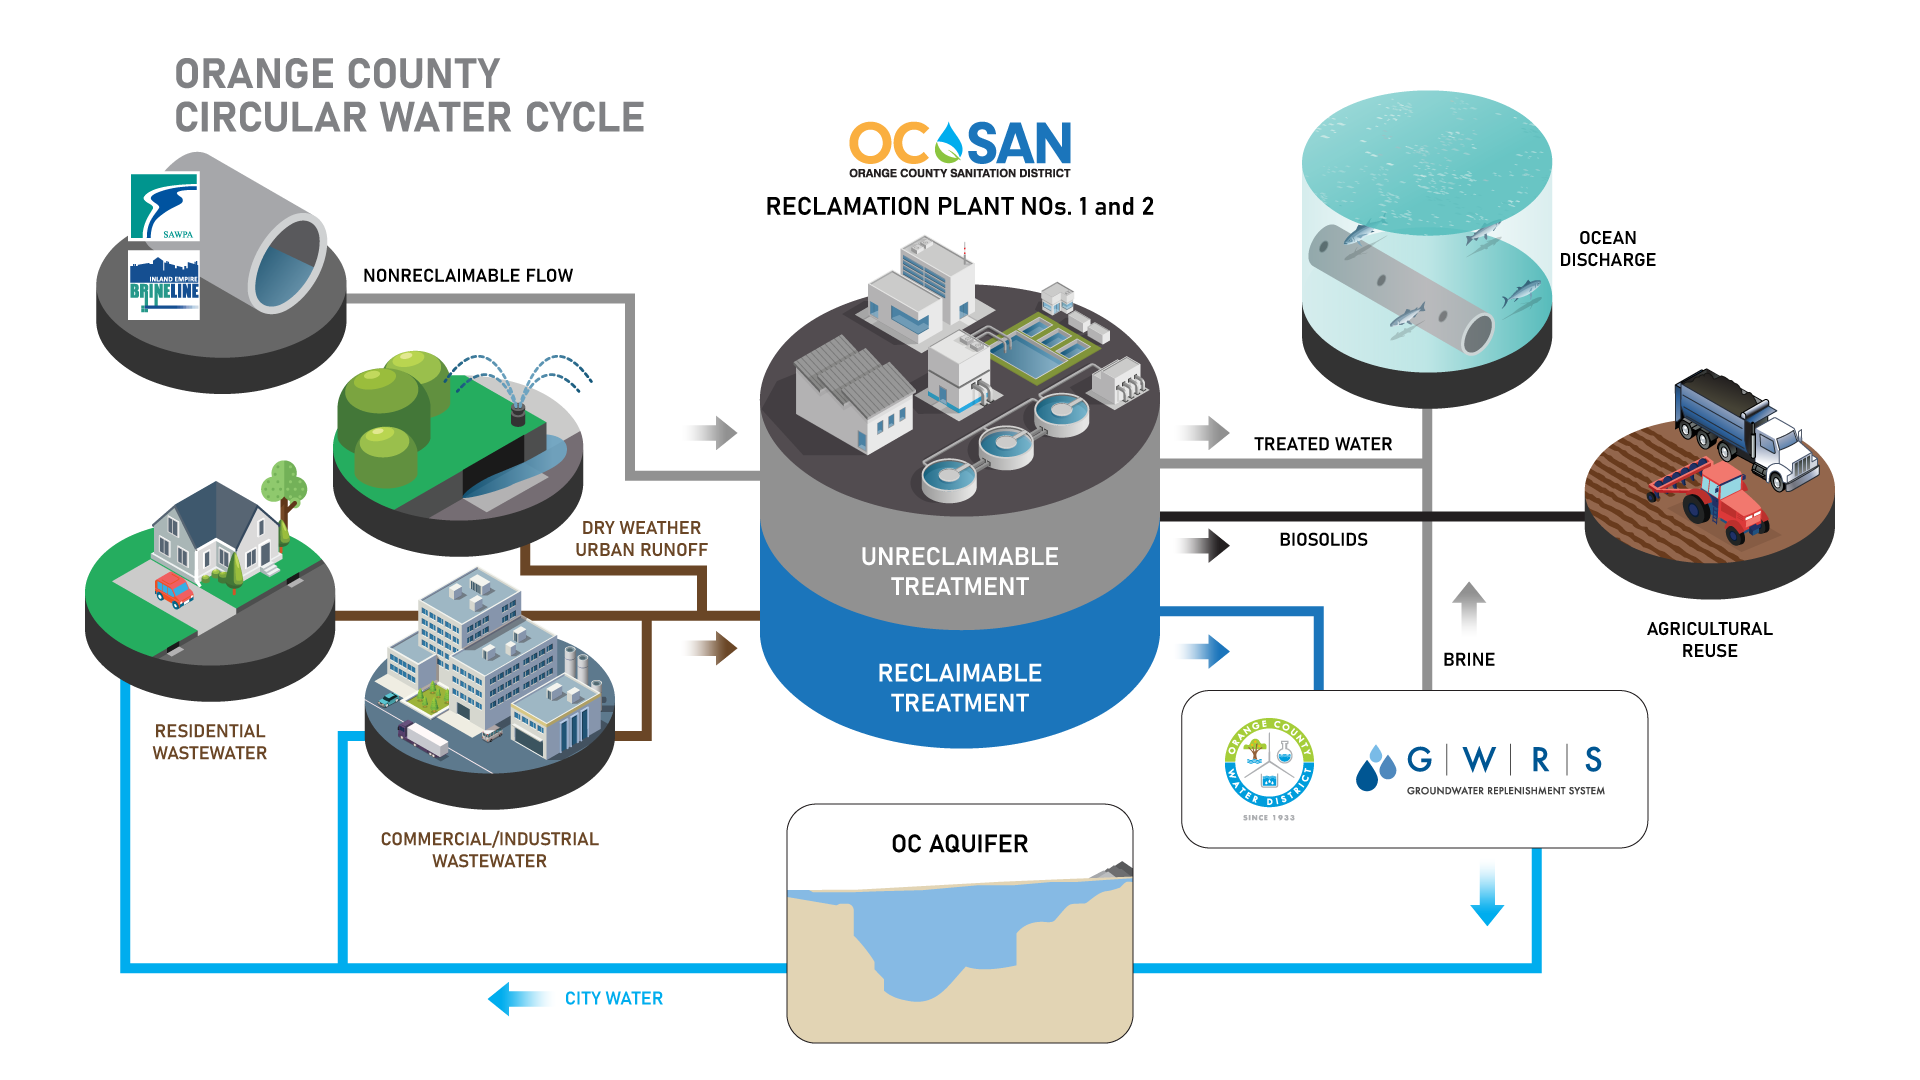 ORANGE COUNTY
CIRCULAR WATER CYCLE
SAWPA
INLAND EMPIRE
BRINELINE
NONRECLAIMABLE FLOW
OC SAN
ORANGE COUNTY SANITATION DISTRICT
RECLAMATION PLANT NOs. 1 and 2
OCEAN
DISCHARGE
TREATED WATER
DRY WEATHER
URBAN RUNOFF
BIOSOLIDS
UNRECLAIMABLE
TREATMENT
AGRICULTURAL
REUSE
BRINE
RECLAIMABLE
TREATMENT
RESIDENTIAL
WASTEWATER
ORANGE COUNTY
WATER DISTRICT
SINCE 1933
G | W | R | S
GROUNDWATER REPLENISHMENT SYSTEM
COMMERCIAL/INDUSTRIAL
WASTEWATER
OC AQUIFER
CITY WATER